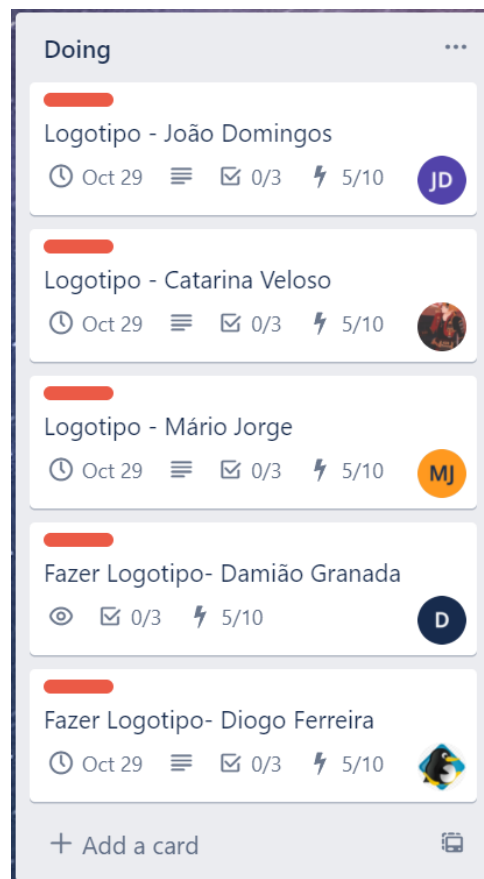 Doing
Logotipo - João Domingos
Oct 29 0/3 5/10 JD
Logotipo - Catarina Veloso
Oct 29 0/3 5/10
Logotipo - Mário Jorge
Oct 29 0/3 5/10 MJ
Fazer Logotipo- Damião Granada
0/3 5/10 D
Fazer Logotipo- Diogo Ferreira
Oct 29 0/3 5/10
+ Add a card